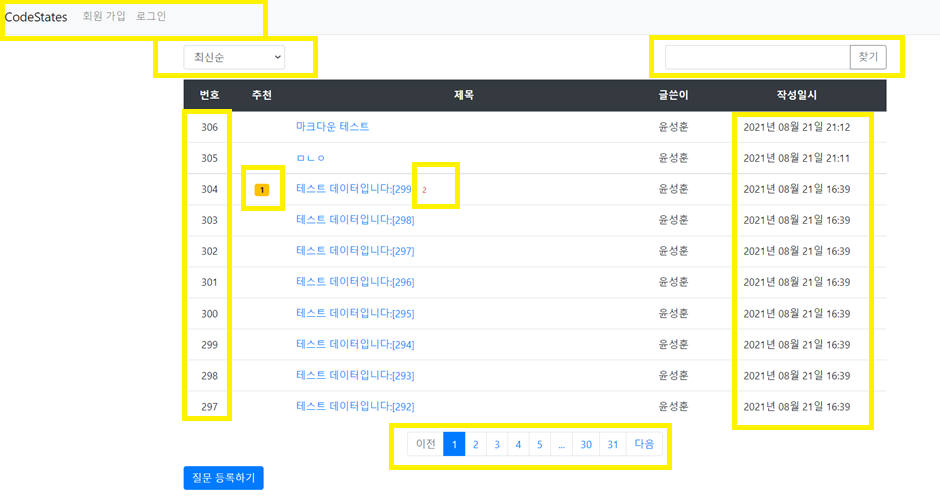 CodeStates 회원 가입 로그인
최신순 찾기
번호 추천 제목 글쓴이 작성일시
306 마크다운 테스트 윤성훈 2021년 08월 21일 21:12
305 ㅁㄴㅇ 윤성훈 2021년 08월 21일 21:11
304 1 테스트 데이터입니다:[299 2 윤성훈 2021년 08월 21일 16:39
303 테스트 데이터입니다:[298] 윤성훈 2021년 08월 21일 16:39
302 테스트 데이터입니다:[297] 윤성훈 2021년 08월 21일 16:39
301 테스트 데이터입니다:[296] 윤성훈 2021년 08월 21일 16:39
300 테스트 데이터입니다:[295] 윤성훈 2021년 08월 21일 16:39
299 테스트 데이터입니다:[294] 윤성훈 2021년 08월 21일 16:39
298 테스트 데이터입니다:[293] 윤성훈 2021년 08월 21일 16:39
297 테스트 데이터입니다:[292] 윤성훈 2021년 08월 21일 16:39
이전 1 2 3 4 5 ... 30 31 다음
질문 등록하기